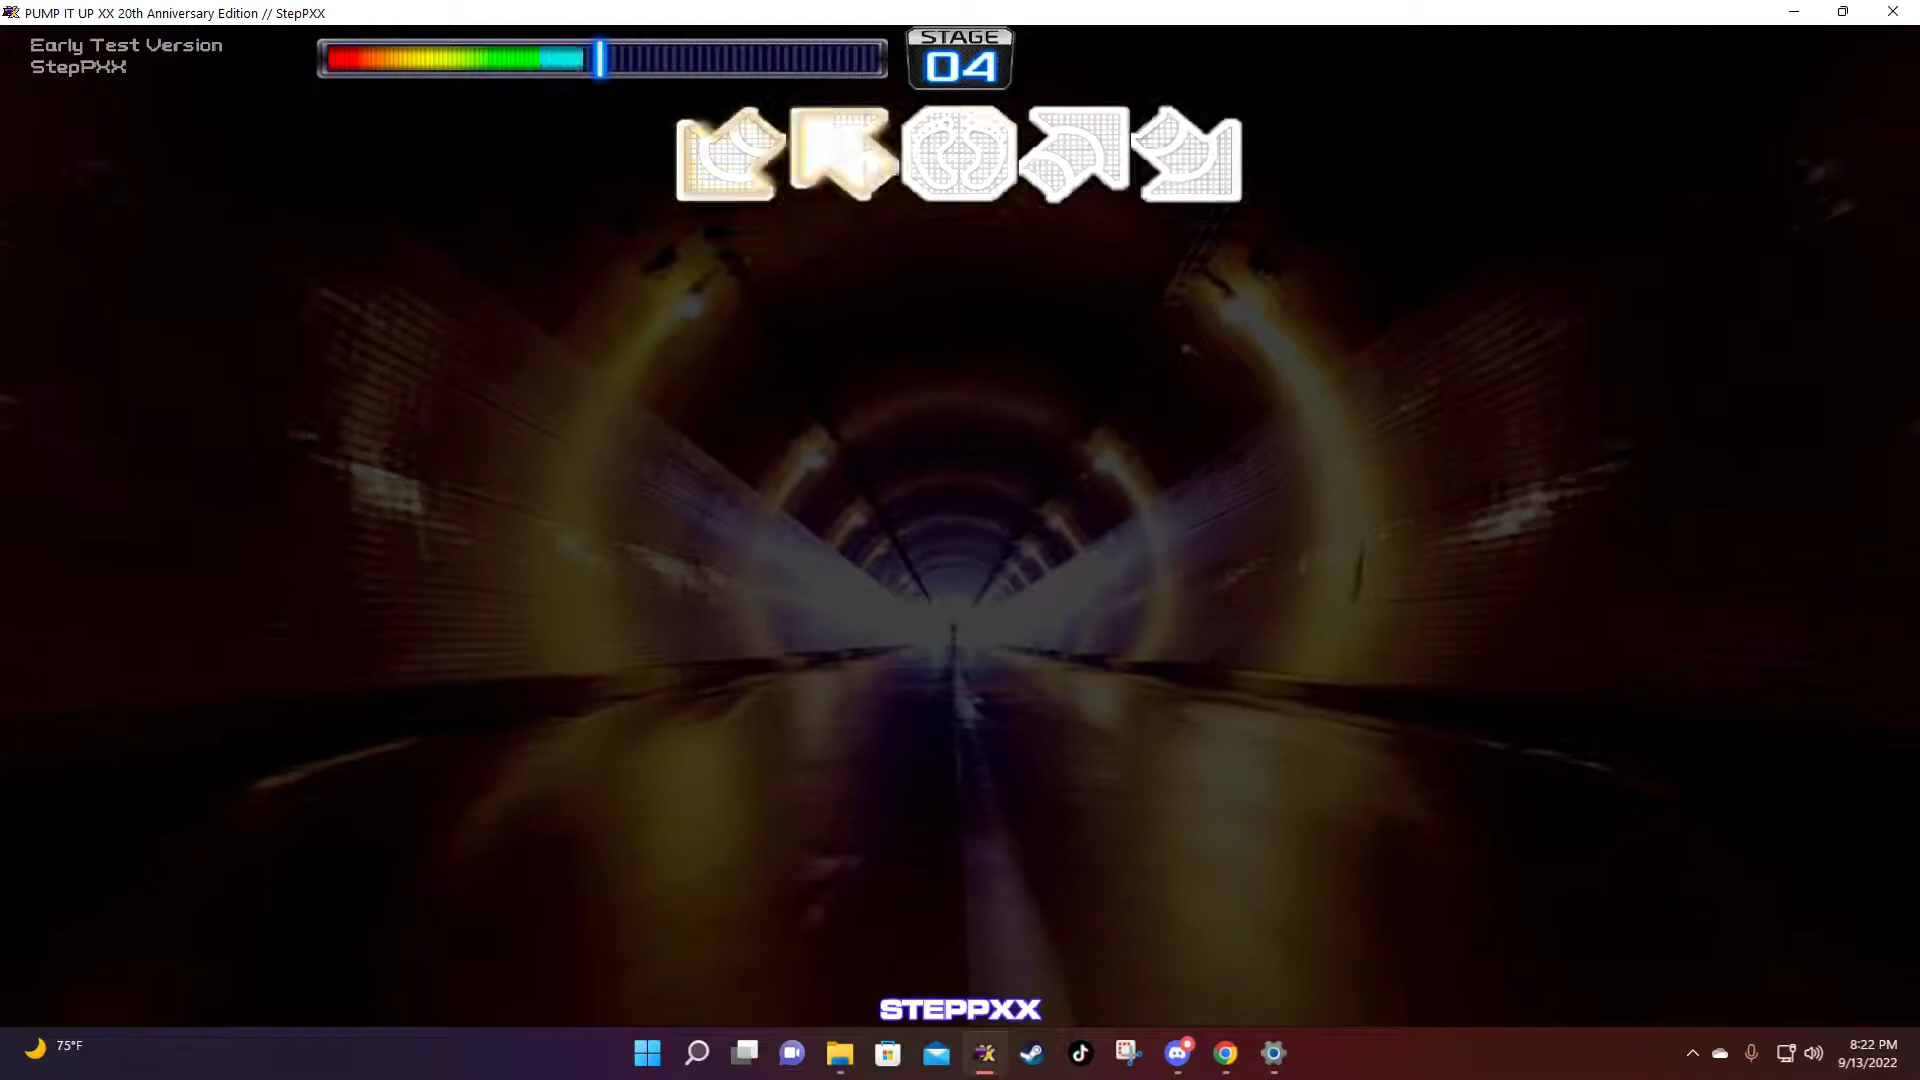 PUMP IT UP XX 20th Anniversary Edition // StepPXX
Early Test Version
StepPXX
STAGE
04
STEPPXX
75°F
8:22 PM
9/13/2022